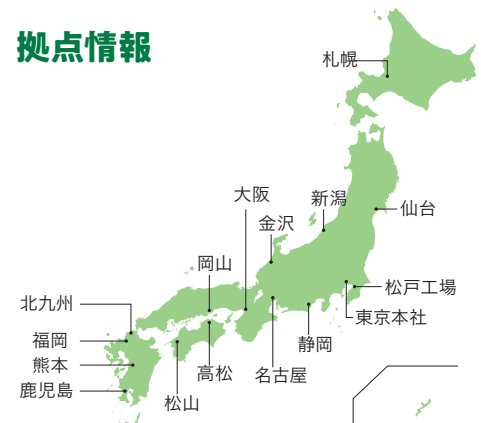 拠点情報
札幌
大阪
新潟
仙台
金沢
岡山
松戸工場
北九州
東京本社
福岡
静岡
熊本
高松
名古屋
鹿児島
松山